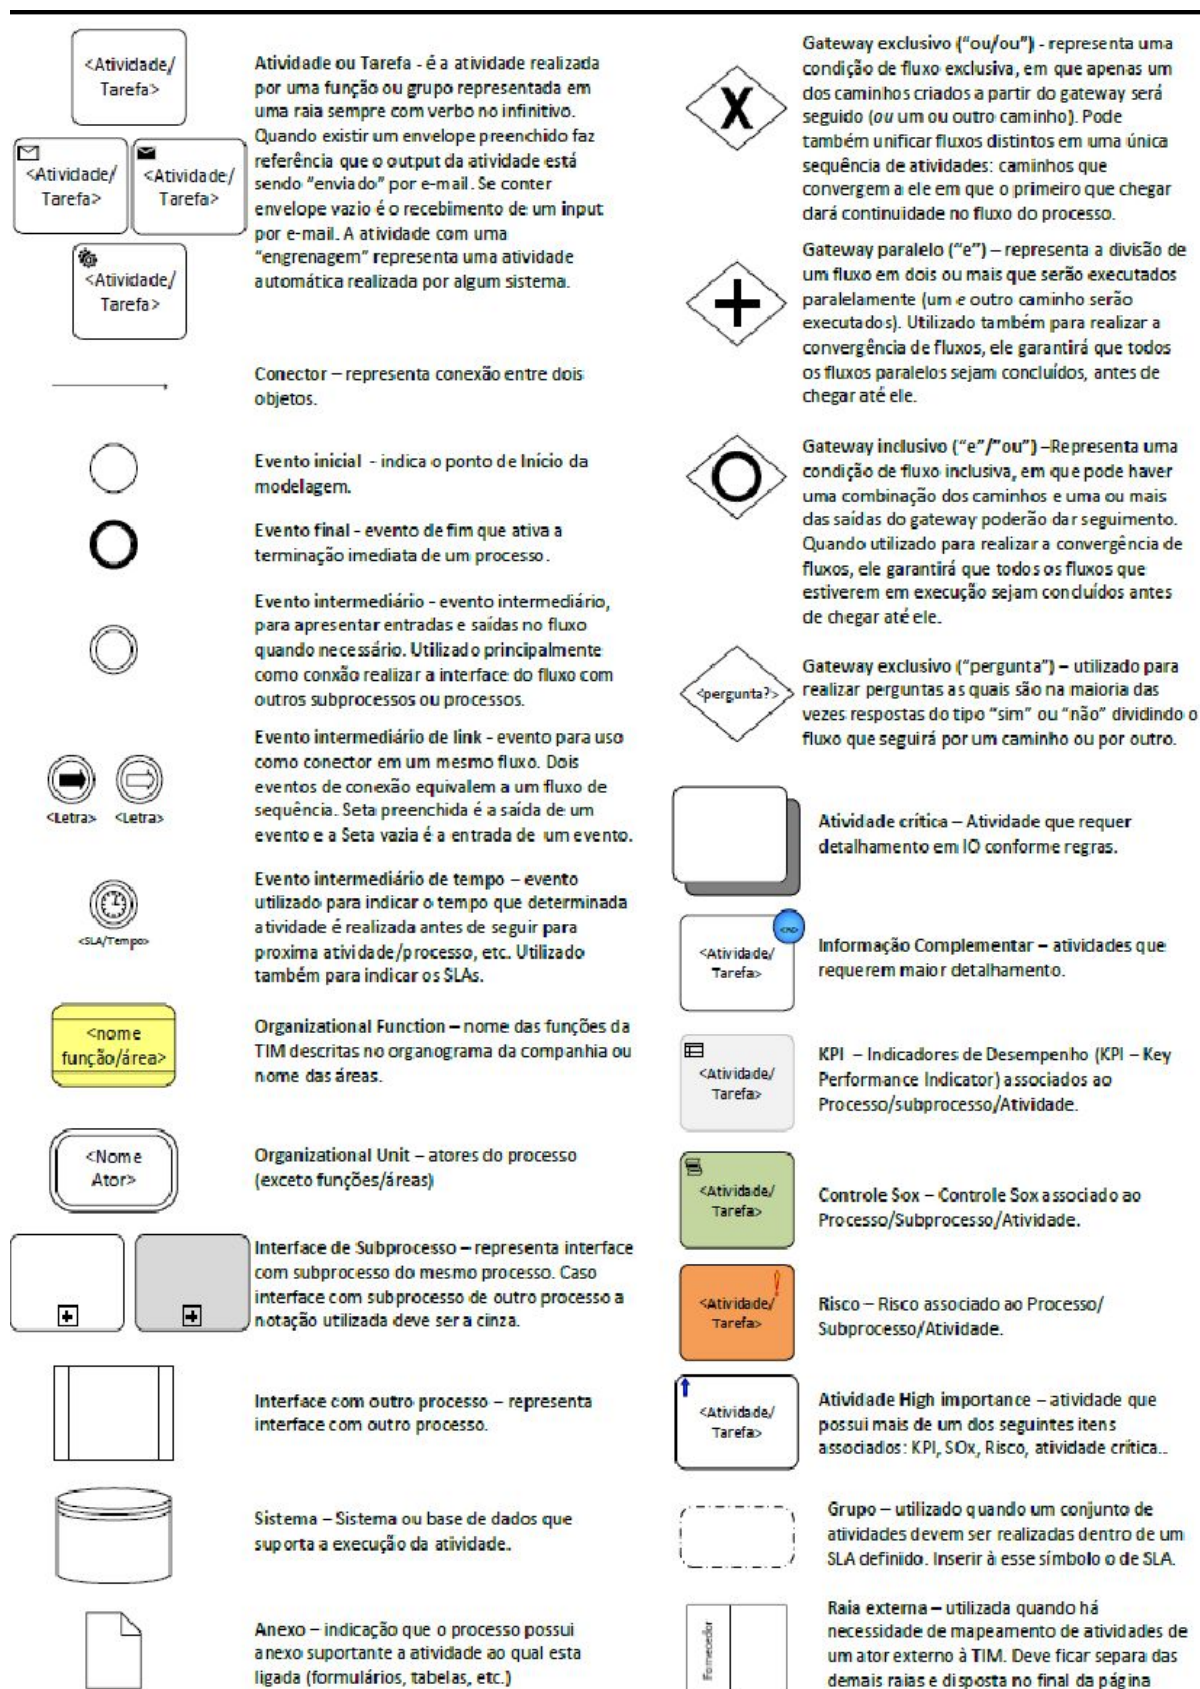 <Atividade/
Tarefa>
Atividade ou Tarefa - é a atividade realizada
por uma função ou grupo representada em
uma raia sempre com verbo no infinitivo.
Quando existir um envelope preenchido faz
referência que o output da atividade está
sendo "enviado" por e-mail. Se conter
envelope vazio é o recebimento de um input
por e-mail. A atividade com uma
"engrenagem" representa uma atividade
automática realizada por algum sistema.
<Atividade/
Tarefa>
<Atividade/
Tarefa>
<Atividade/
Tarefa>
Conector – representa conexão entre dois
objetos.
Evento inicial - indica o ponto de Início da
modelagem.
Evento final - evento de fim que ativa a
terminação imediata de um processo.
Evento intermediário - evento intermediário,
para apresentar entradas e saídas no fluxo
quando necessário. Utilizado principalmente
como conxão realizar a interface do fluxo com
outros subprocessos ou processos.
<Letra>
<Letra>
Evento intermediário de link - evento para uso
como conector em um mesmo fluxo. Dois
eventos de conexão equivalem a um fluxo de
sequência. Seta preenchida é a saída de um
evento e a Seta vazia é a entrada de um evento.
<SLA/Tempo>
Evento intermediário de tempo – evento
utilizado para indicar o tempo que determinada
atividade é realizada antes de seguir para
proxima atividade/processo, etc. Utilizado
também para indicar os SLAs.
<nome
função/área>
Organizational Function – nome das funções da
TIM descritas no organograma da companhia ou
nome das áreas.
<Nome
Ator>
Organizational Unit – atores do processo
(exceto funções/áreas)
Interface de Subprocesso – representa interface
com subprocesso do mesmo processo. Caso
interface com subprocesso de outro processo a
notação utilizada deve ser a cinza.
Interface com outro processo – representa
interface com outro processo.
Sistema – Sistema ou base de dados que
suporta a execução da atividade.
Anexo – indicação que o processo possui
anexo suportante a atividade ao qual esta
ligada (formulários, tabelas, etc.)
X
Gateway exclusivo ("ou/ou") - representa uma
condição de fluxo exclusiva, em que apenas um
dos caminhos criados a partir do gateway será
seguido (ou um ou outro caminho). Pode
também unificar fluxos distintos em uma única
sequência de atividades: caminhos que
convergem a ele em que o primeiro que chegar
dará continuidade no fluxo do processo.
Gateway paralelo ("e") – representa a divisão de
um fluxo em dois ou mais que serão executados
paralelamente (um e outro caminho serão
executados). Utilizado também para realizar a
convergência de fluxos, ele garantirá que todos
os fluxos paralelos sejam concluídos, antes de
chegar até ele.
Gateway inclusivo ("e"/"ou") –Representa uma
condição de fluxo inclusiva, em que pode haver
uma combinação dos caminhos e uma ou mais
das saídas do gateway poderão dar seguimento.
Quando utilizado para realizar a convergência de
fluxos, ele garantirá que todos os fluxos que
estiverem em execução sejam concluídos antes
de chegar até ele.
<pergunta?>
Gateway exclusivo ("pergunta") – utilizado para
realizar perguntas as quais são na maioria das
vezes respostas do tipo "sim" ou "não" dividindo o
fluxo que seguirá por um caminho ou por outro.
Atividade crítica – Atividade que requer
detalhamento em IO conforme regras.
<Atividade/
Tarefa>
Informação Complementar – atividades que
requerem maior detalhamento.
<Atividade/
Tarefa>
KPI – Indicadores de Desempenho (KPI – Key
Performance Indicator) associados ao
Processo/subprocesso/Atividade.
<Atividade/
Tarefa>
Controle Sox – Controle Sox associado ao
Processo/Subprocesso/Atividade.
<Atividade/
Tarefa>
Risco – Risco associado ao Processo/
Subprocesso/Atividade.
<Atividade/
Tarefa>
Atividade High importance – atividade que
possui mais de um dos seguintes itens
associados: KPI, SOx, Risco, atividade crítica..
Grupo – utilizado quando um conjunto de
atividades devem ser realizadas dentro de um
SLA definido. Inserir à esse símbolo o de SLA.
Fornecedor
Raia externa – utilizada quando há
necessidade de mapeamento de atividades de
um ator externo à TIM. Deve ficar separa das
demais raias e disposta no final da página